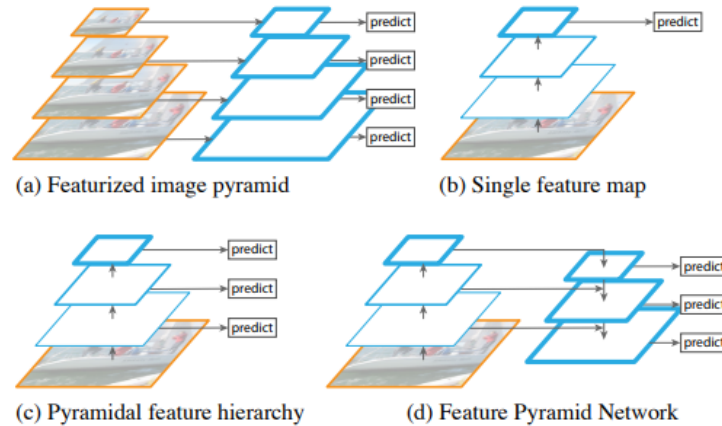 predict
predict
predict
predict
(a) Featurized image pyramid
predict
(b) Single feature map
predict
predict
predict
(c) Pyramidal feature hierarchy
predict
predict
predict
(d) Feature Pyramid Network